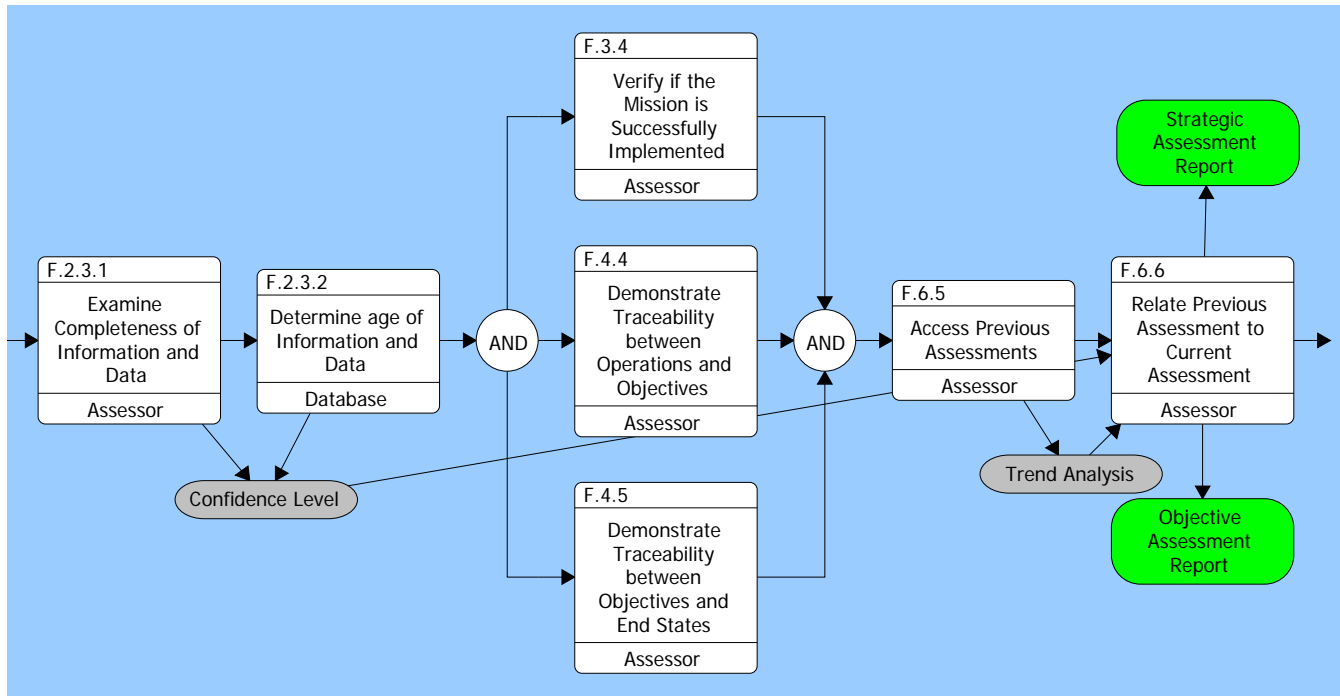 F.2.3.1
Examine
Completeness of
Information and
Data
Assessor
F.2.3.2
Determine age of
Information and
Data
Database
Confidence Level
AND
F.3.4
Verify if the
Mission is
Successfully
Implemented
Assessor
F.4.4
Demonstrate
Traceability
between
Operations and
Objectives
Assessor
F.4.5
Demonstrate
Traceability
between
Objectives and
End States
Assessor
AND
F.6.5
Access Previous
Assessments
Assessor
Trend Analysis
F.6.6
Relate Previous
Assessment to
Current
Assessment
Assessor
Strategic
Assessment
Report
Objective
Assessment
Report